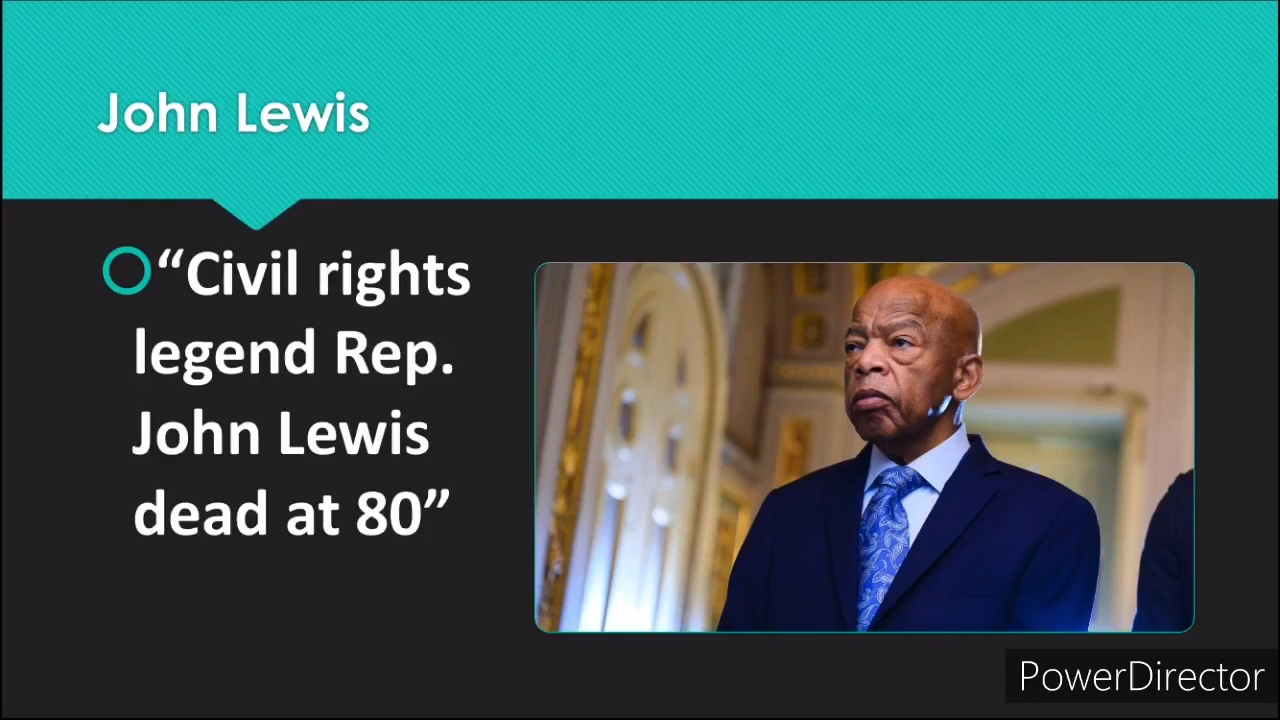 John Lewis
“Civil rights
legend Rep.
John Lewis
dead at 80”
PowerDirector